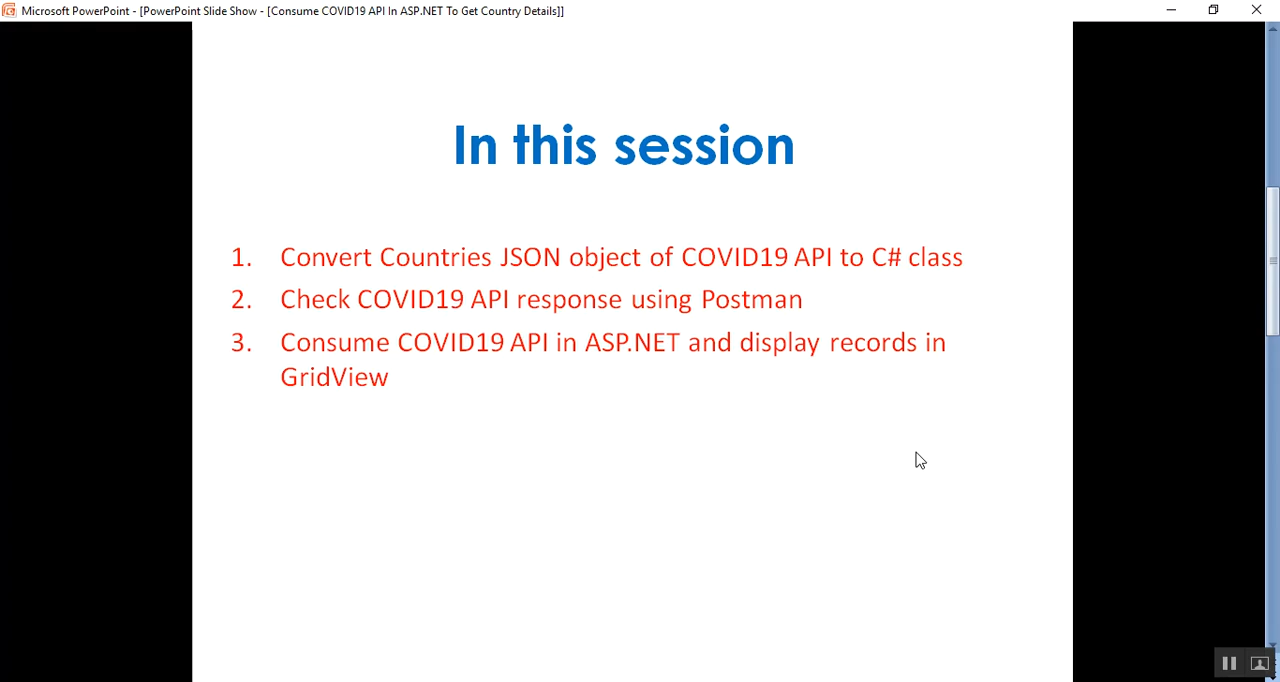 Microsoft PowerPoint - [PowerPoint Slide Show - [Consume COVID19 API In ASP.NET To Get Country Details]]
In this session
1. Convert Countries JSON object of COVID19 API to C# class
2. Check COVID19 API response using Postman
3. Consume COVID19 API in ASP.NET and display records in
GridView